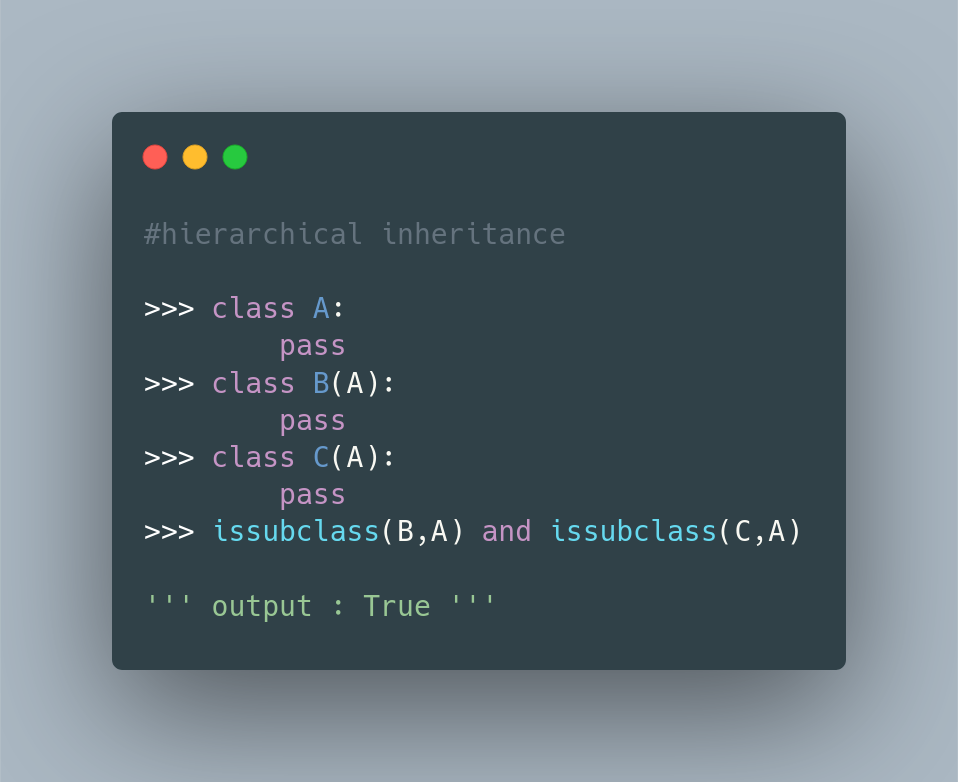 #hierarchical inheritance
>>> class A:
        pass
>>> class B(A):
        pass
>>> class C(A):
        pass
>>> issubclass(B,A) and issubclass(C,A)
''' output : True '''